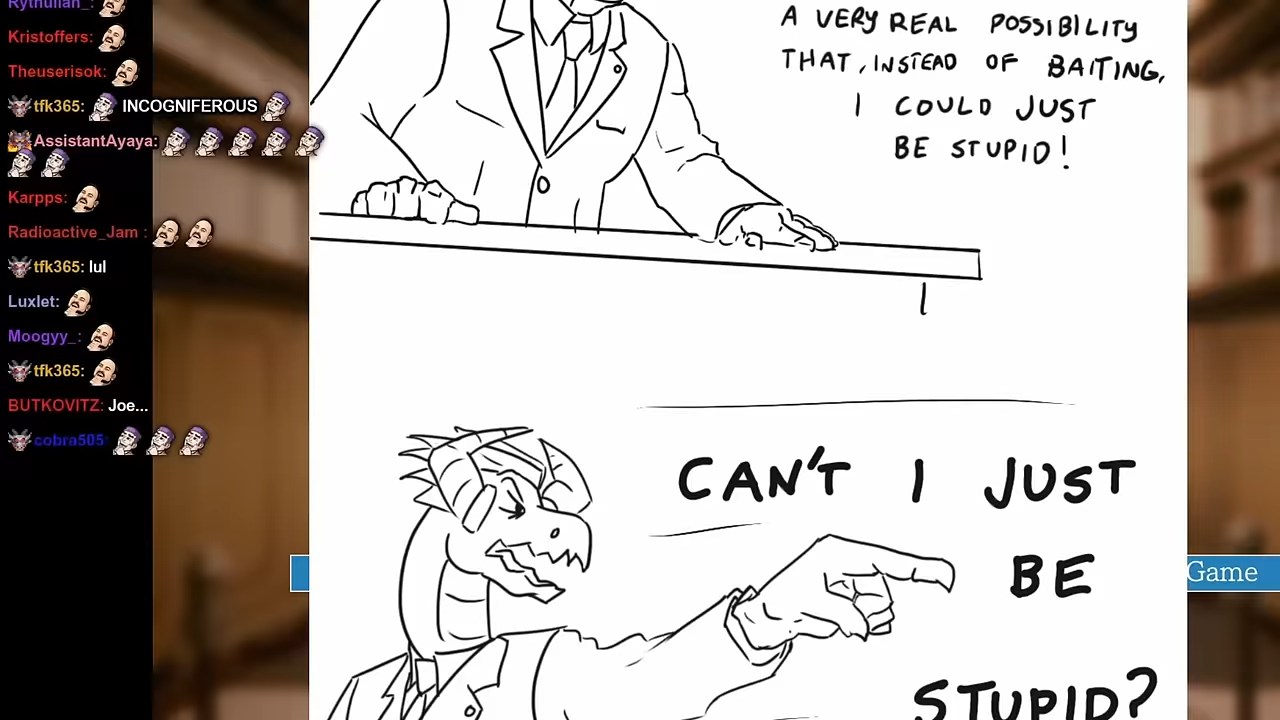 Rythulian_:
Kristoffers:
Theuserisok:
tfk365: INCOGNIFEROUS
AssistantAyaya:
Karpps:
Radioactive_Jam :
tfk365: lul
Luxlet:
Moogyy_:
tfk365:
BUTKOVITZ: Joe...
cobra505:
A VERY REAL POSSIBILITY
THAT, INSTEAD OF BAITING,
I COULD JUST
BE STUPID!
CAN'T I JUST
BE
STUPID?
Game